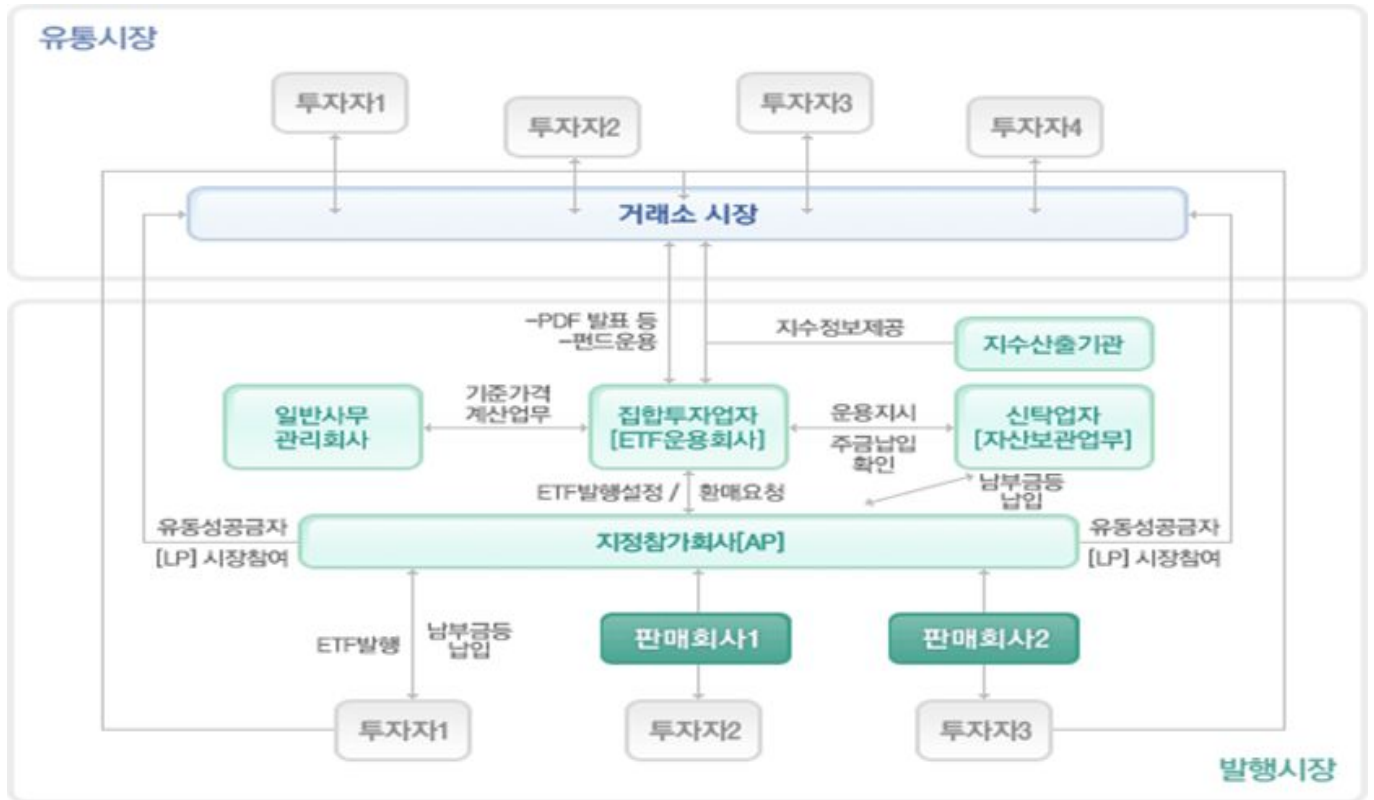 유통시장
투자자1
투자자2
투자자3
투자자4
거래소 시장
-PDF 발표 등
-펀드운용
지수정보제공
지수산출기관
일반사무
관리회사
기준가격
계산업무
집합투자업자
[ETF운용회사]
운용지시
주금납입
확인
신탁업자
[자산보관업무]
ETF발행설정 /
환매요청
남부금등
납입
유동성공급자
[LP] 시장참여
지정참가회사[AP]
유동성공급자
[LP] 시장참여
ETF발행
남부금등
납입
판매회사1
판매회사2
투자자1
투자자2
투자자3
발행시장